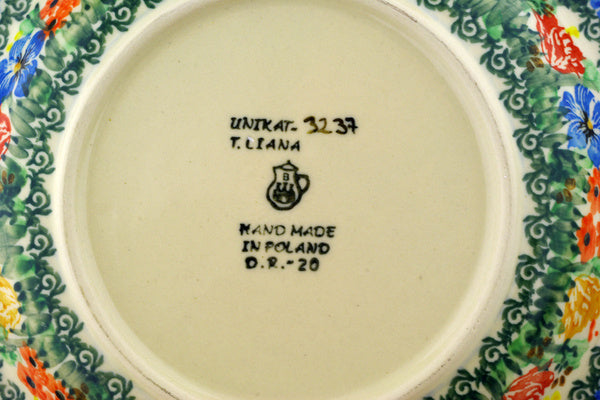 UNIKAT- 3237
T. LIANA
B
HAND MADE
IN POLAND
D.R.-20